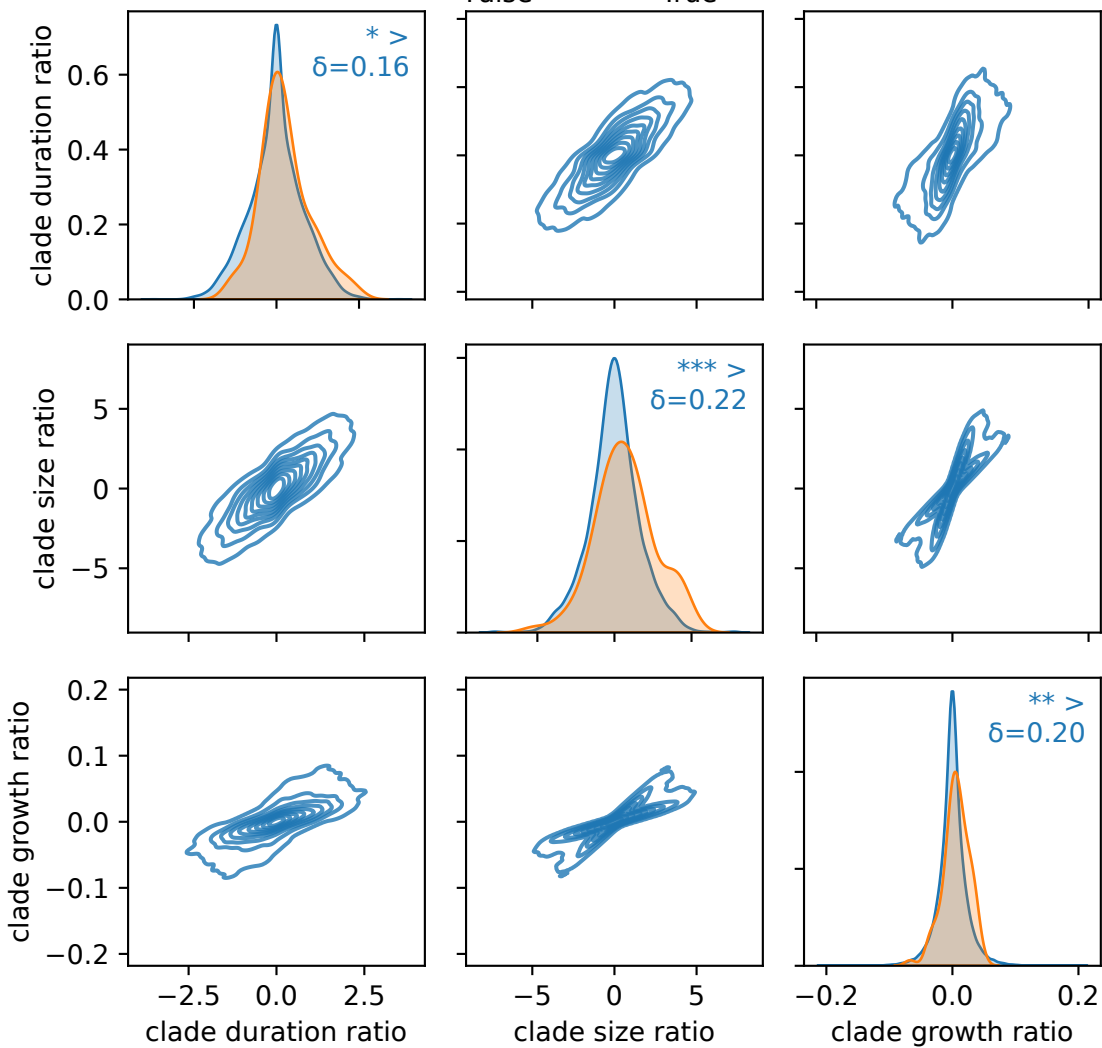 True
clade duration ratio
0.6
0.4
0.2
0.0
* >
δ=0.16
clade size ratio
5
0
−5
*** >
δ=0.22
clade growth ratio
0.2
0.1
0.0
−0.1
−0.2
** >
δ=0.20
−2.5 0.0 2.5
−5 0 5
−0.2 0.0 0.2
clade duration ratio
clade size ratio
clade growth ratio